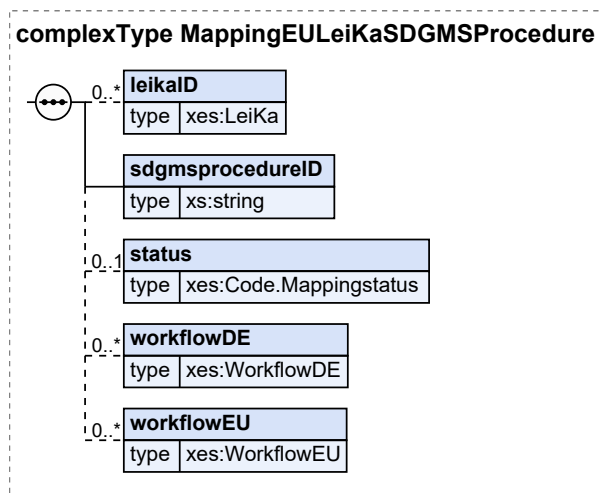 complexType MappingEULeiKaSDGMSProcedure
0..* leikaID
type xes:LeiKa
sdgmsprocedureID
type xs:string
0..1 status
type xes:Code.Mappingstatus
0..* workflowDE
type xes:WorkflowDE
0..* workflowEU
type xes:WorkflowEU